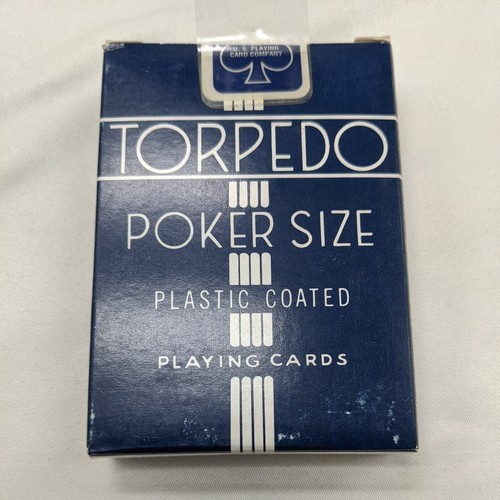 U. S. PLAYING
CARD COMPANY
TORPEDO
POKER SIZE
PLASTIC COATED
PLAYING CARDS